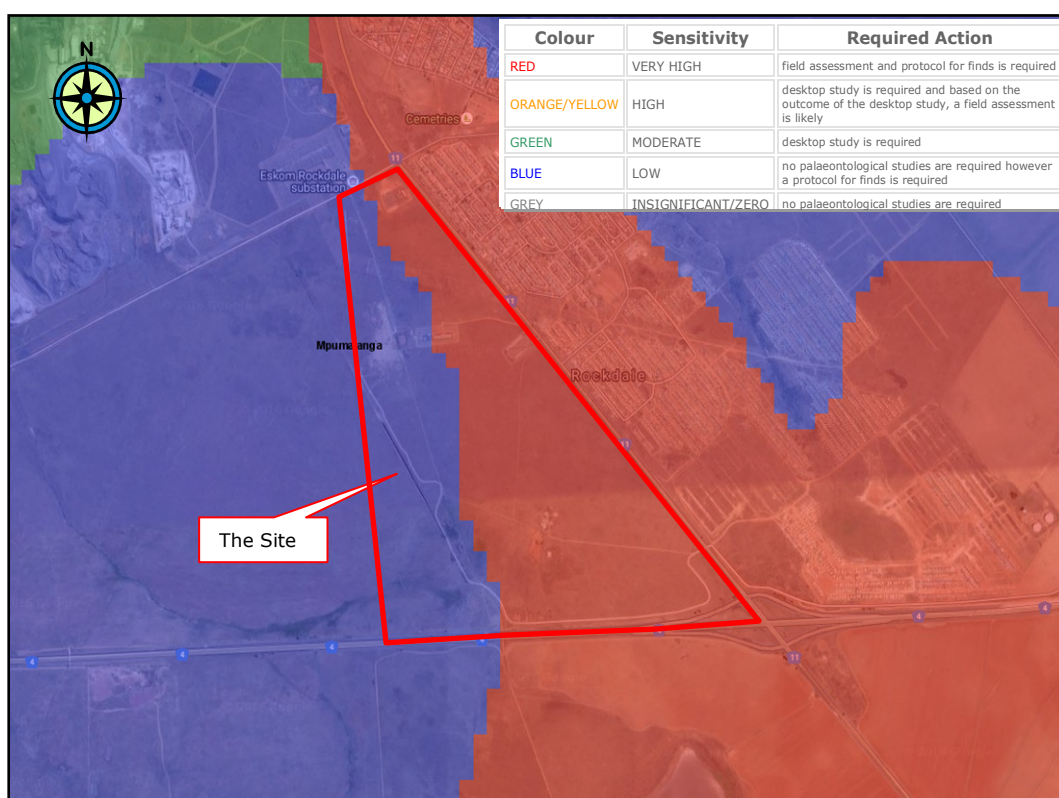 N
Colour Sensitivity Required Action
RED VERY HIGH field assessment and protocol for finds is required
ORANGE/YELLOW HIGH desktop study is required and based on the
outcome of the desktop study, a field assessment
is likely
GREEN MODERATE desktop study is required
BLUE LOW no palaeontological studies are required however
a protocol for finds is required
GREY INSIGNIFICANT/ZERO no palaeontological studies are required
Cemetries
11
Eskom Rockdale
substation
11
Mpumalanga
Rockdale
11
The Site
4
4
4
4
4
4
4
11